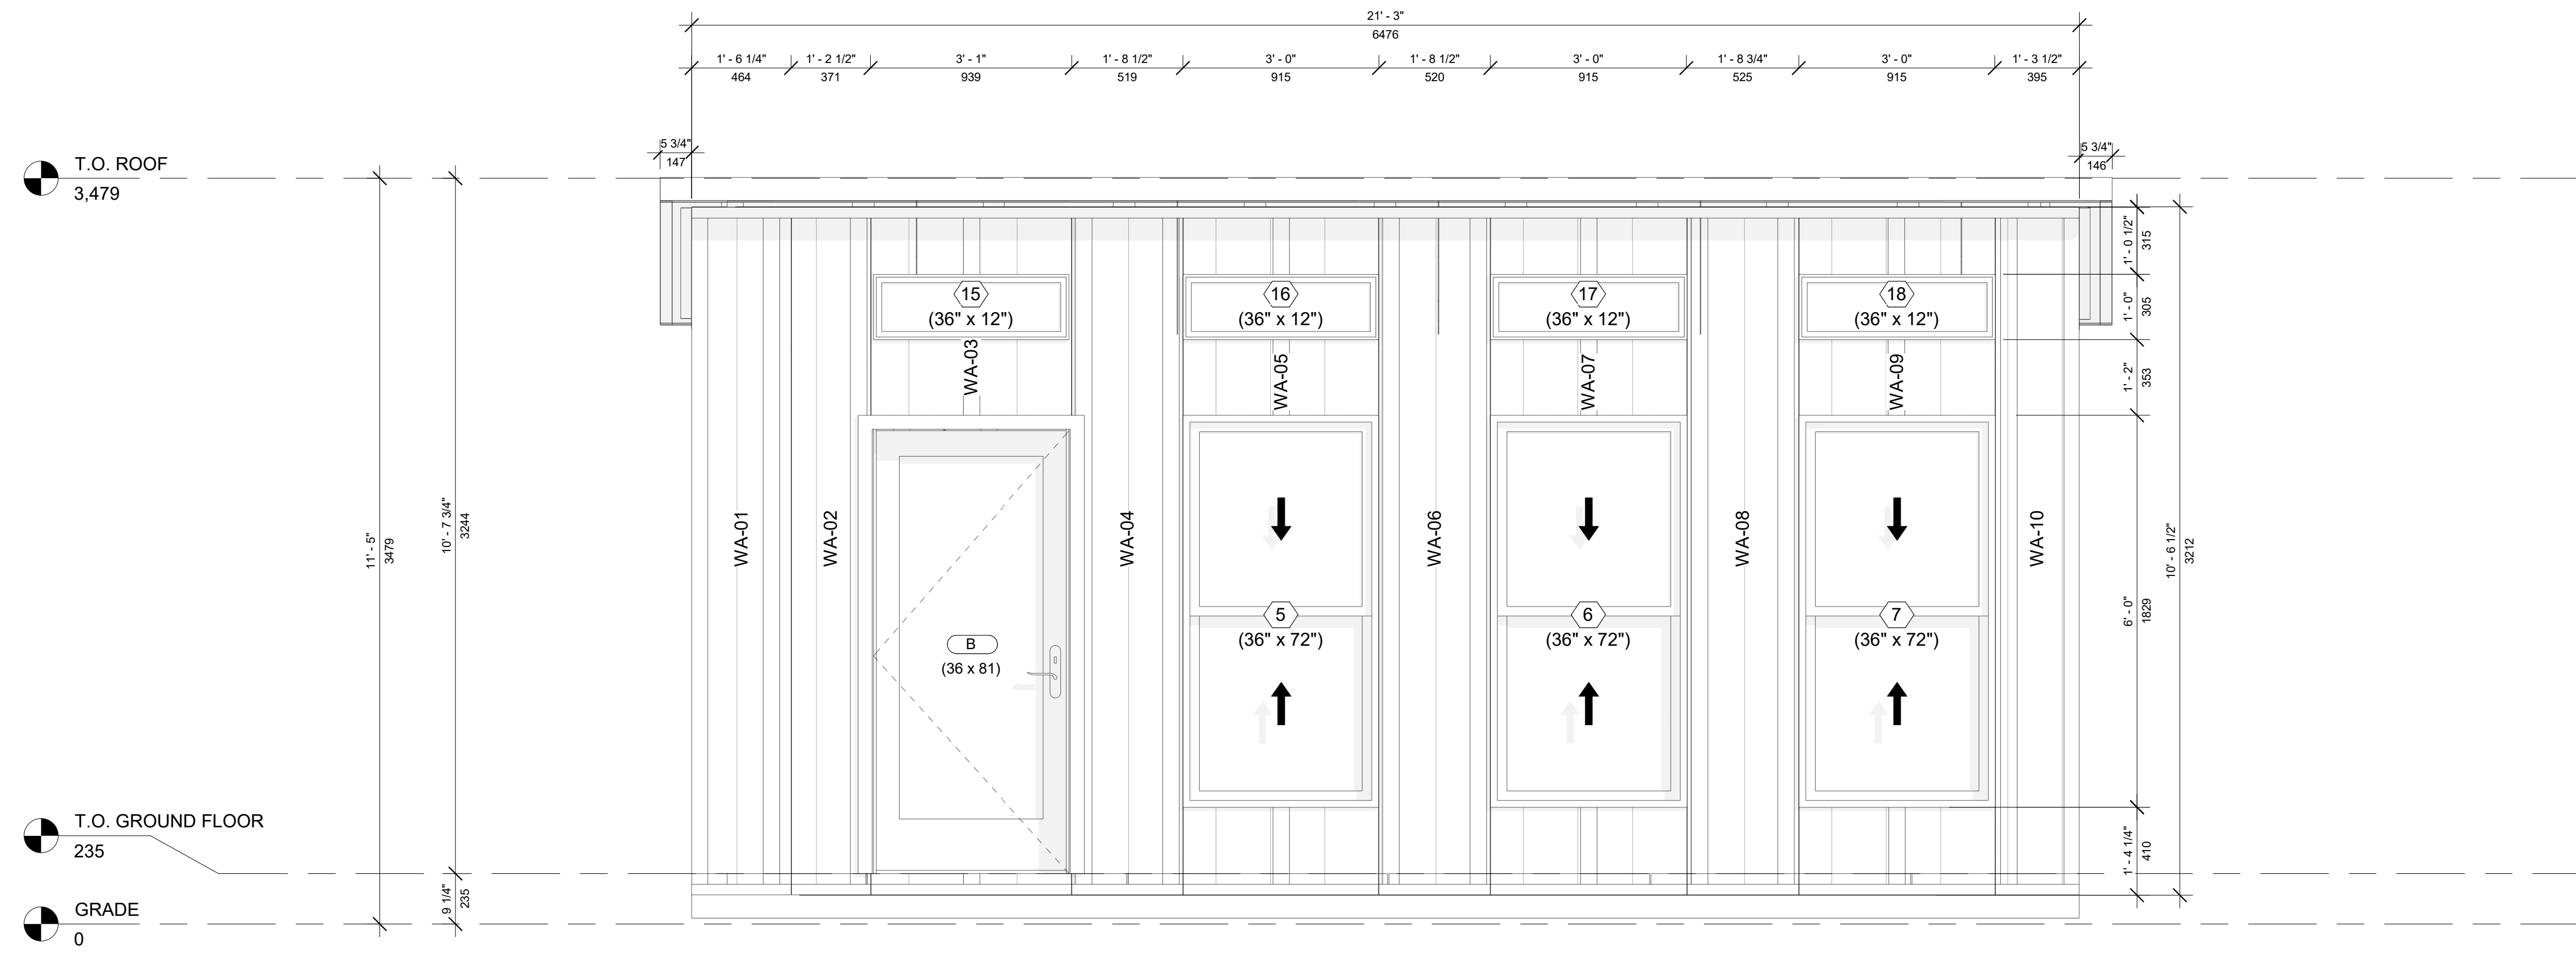 21' - 3"
6476
1' - 6 1/4" 1' - 2 1/2" 3' - 1" 1' - 8 1/2" 3' - 0" 1' - 8 1/2" 3' - 0" 1' - 8 3/4" 3' - 0" 1' - 3 1/2"
464 371 939 519 915 520 915 525 915 395
5 3/4" 5 3/4"
147 146
T.O. ROOF
3,479
15 16 17 18
(36" x 12") (36" x 12") (36" x 12") (36" x 12")
WA-03 WA-05 WA-07 WA-09
WA-01 WA-02 WA-04 WA-06 WA-08 WA-10
11' - 5"
3479
10' - 7 3/4"
3244
9 1/4"
235
5 6 7
(36" x 72") (36" x 72") (36" x 72")
B
(36 x 81)
1' - 0 1/2"
315
1' - 0"
305
1' - 2"
353
6' - 0"
1829
1' - 4 1/4"
410
10' - 6 1/2"
3212
T.O. GROUND FLOOR
235
GRADE
0